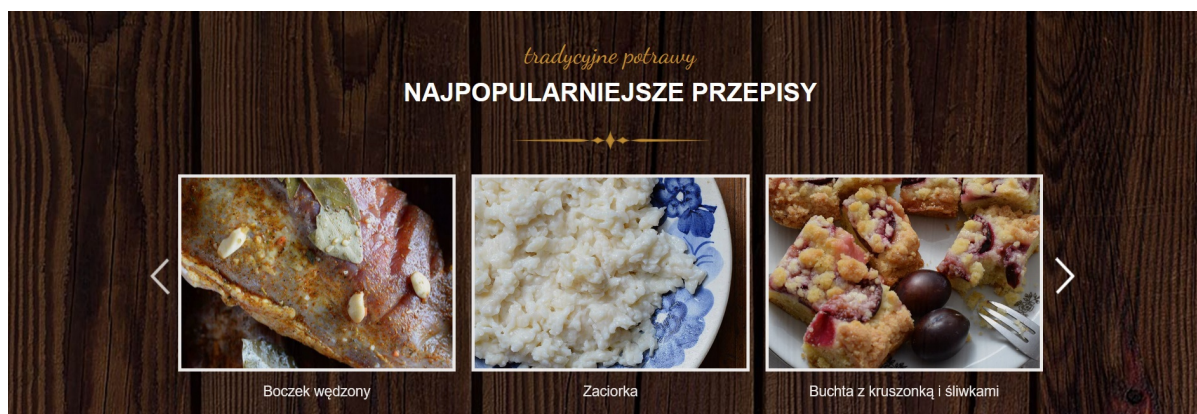 tradycyjne potrawy
NAJPOPULARNIEJSZE PRZEPISY
Boczek wędzony
Zaciorka
Buchta z kruszonką i śliwkami